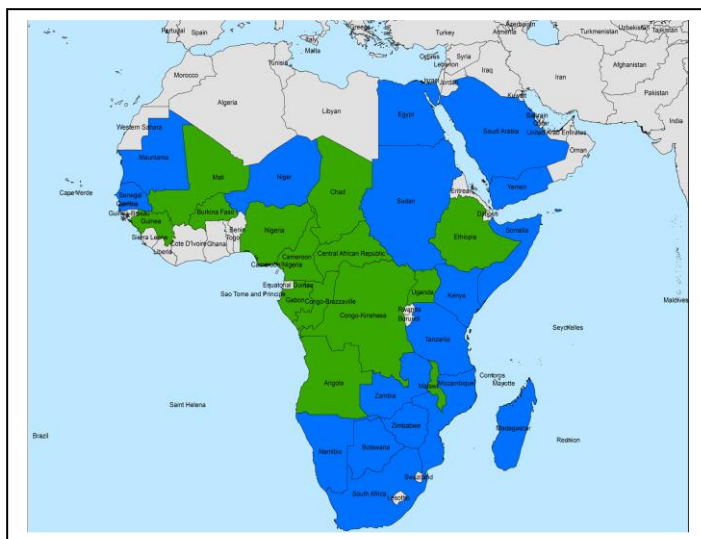 Portugal
Spain
Italy
Greece
Turkey
Azerbaijan
Armenia
Turkmenistan
Uzbekistan
Tajikistan
Malta
Tunisia
Cyprus
Syria
Lebanon
Iraq
Iran
Afghanistan
Morocco
Israel
Jordan
Pakistan
Algeria
Libyan
Egypt
Kuwait
Bahrain
Qatar
United Arab Emirates
India
Western Sahara
Saudi Arabia
Oman
Mauritania
Cape Verde
Mali
Niger
Chad
Sudan
Eritrea
Yemen
Senegal
Gambia
Guinea-Bissau
Guinea
Burkina Faso
Djibouti
Sierra Leone
Liberia
Cote D'Ivoire
Ghana
Benin
Togo
Nigeria
Cameroon
Central African Republic
Ethiopia
Somalia
Cameroon Nigeria
Equatorial Guinea
Sao Tome and Principe
Gabon
Congo-Brazzaville
Congo-Kinshasa
Uganda
Kenya
Maldives
Rwanda
Burundi
Tanzania
Seychelles
Angola
Zambia
Malawi
Mozambique
Comoros
Mayotte
Saint Helena
Zimbabwe
Madagascar
Brazil
Namibia
Botswana
Reunion
South Africa
Swaziland
Lesotho